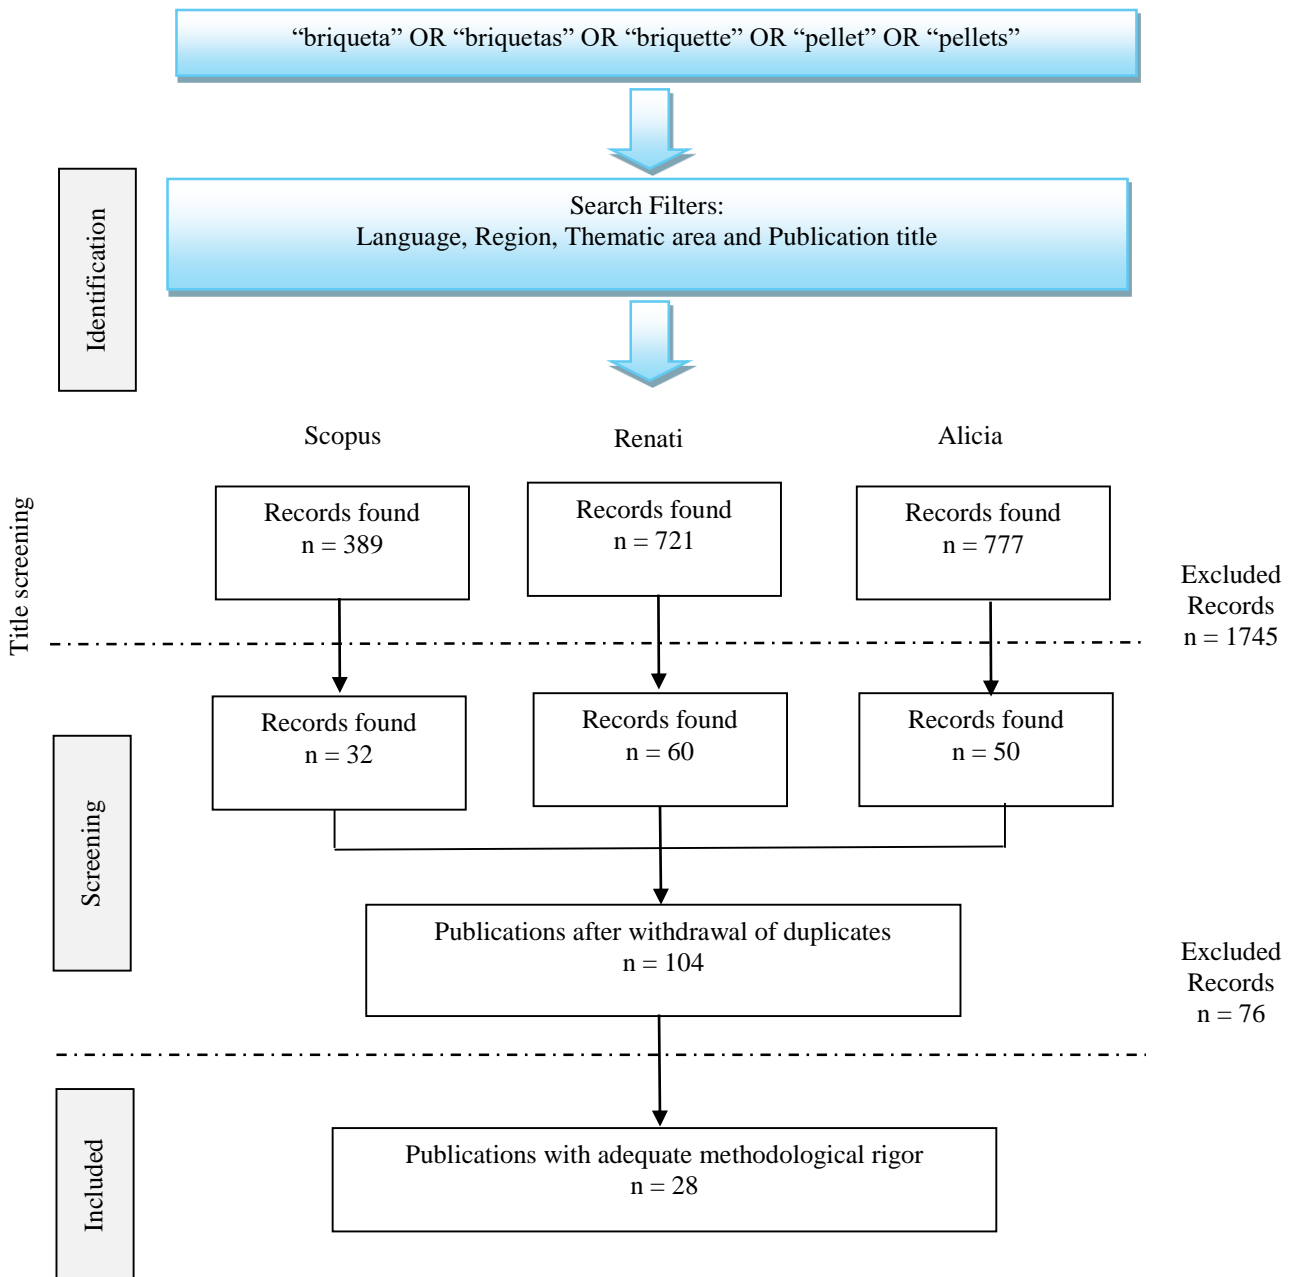 “briqueta” OR “briquetas” OR “briquette” OR “pellet” OR “pellets”
Identification
Search Filters:
Language, Region, Thematic area and Publication title
Scopus
Renati
Alicia
Title screening
Records found
n = 389
Records found
n = 721
Records found
n = 777
Excluded
Records
n = 1745
Screening
Records found
n = 32
Records found
n = 60
Records found
n = 50
Publications after withdrawal of duplicates
n = 104
Excluded
Records
n = 76
Included
Publications with adequate methodological rigor
n = 28